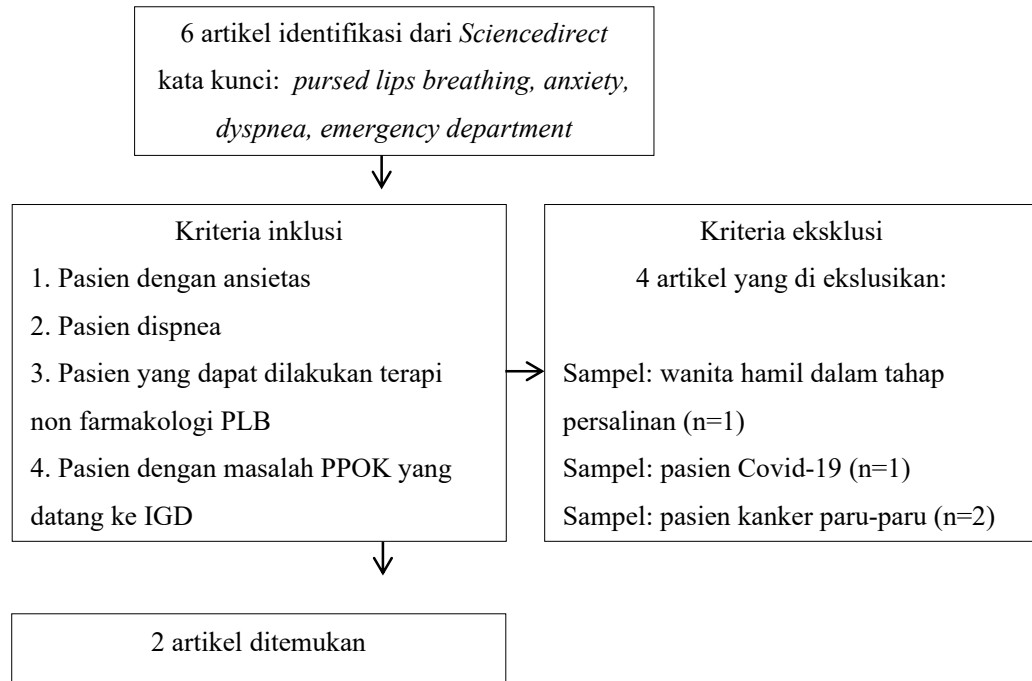 6 artikel identifikasi dari Sciencedirect
kata kunci: pursed lips breathing, anxiety,
dyspnea, emergency department
Kriteria inklusi
1. Pasien dengan ansietas
2. Pasien dispnea
3. Pasien yang dapat dilakukan terapi
non farmakologi PLB
4. Pasien dengan masalah PPOK yang
datang ke IGD
Kriteria eksklusi
4 artikel yang di ekslusikan:
Sampel: wanita hamil dalam tahap
persalinan (n=1)
Sampel: pasien Covid-19 (n=1)
Sampel: pasien kanker paru-paru (n=2)
2 artikel ditemukan